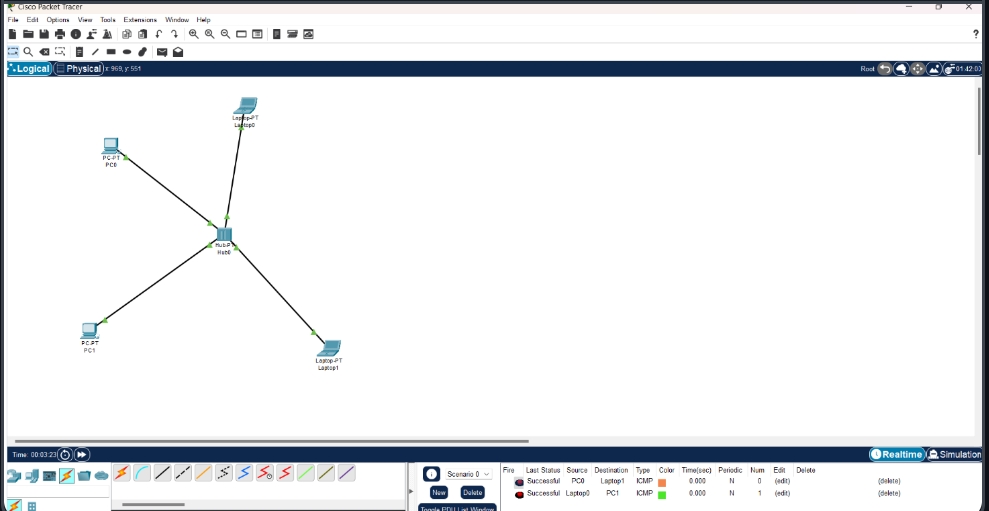 Cisco Packet Tracer
File Edit Options View Tools Extensions Window Help
?
Logical Physical x: 969, y: 551 Root 01:42:00
Laptop-PT
Laptop0
PC-PT
PC0
Hub-PT
Hub0
PC-PT
PC1
Laptop-PT
Laptop1
Time: 00:03:23 Realtime Simulation
Scenario 0
New Delete
Toggle PDU List Window
Fire Last Status Source Destination Type Color Time(sec) Periodic Num Edit Delete
Successful PC0 Laptop1 ICMP 0.000 N 0 (edit) (delete)
Successful Laptop0 PC1 ICMP 0.000 N 1 (edit) (delete)